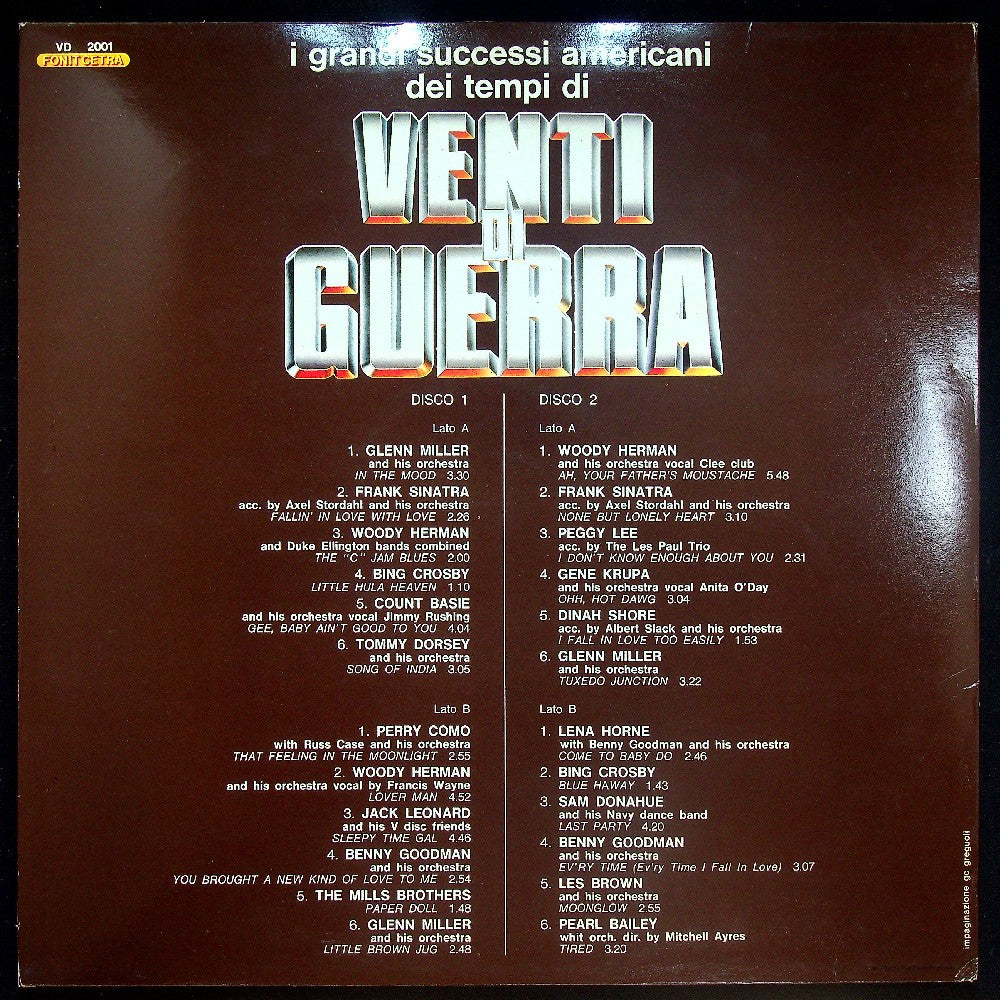 VD 2001
FONIT CETRA
i grandi successi americani
dei tempi di
VENTI
DI
GUERRA
DISCO 1
Lato A
1. GLENN MILLER
and his orchestra
IN THE MOOD 3.30
2. FRANK SINATRA
acc. by Axel Stordahl and his orchestra
FALLIN' IN LOVE WITH LOVE 2.26
3. WOODY HERMAN
and Duke Ellington bands combined
THE "C" JAM BLUES 2.00
4. BING CROSBY
LITTLE HULA HEAVEN 1.10
5. COUNT BASIE
and his orchestra vocal Jimmy Rushing
GEE, BABY AIN'T GOOD TO YOU 4.04
6. TOMMY DORSEY
and his orchestra
SONG OF INDIA 3.05
Lato B
1. PERRY COMO
with Russ Case and his orchestra
THAT FEELING IN THE MOONLIGHT 2.55
2. WOODY HERMAN
and his orchestra vocal by Francis Wayne
LOVER MAN 4.52
3. JACK LEONARD
and his V disc friends
SLEEPY TIME GAL 4.46
4. BENNY GOODMAN
and his orchestra
YOU BROUGHT A NEW KIND OF LOVE TO ME 2.54
5. THE MILLS BROTHERS
PAPER DOLL 1.48
6. GLENN MILLER
and his orchestra
LITTLE BROWN JUG 2.48
DISCO 2
Lato A
1. WOODY HERMAN
and his orchestra vocal Clee club
AH, YOUR FATHER'S MOUSTACHE 5.48
2. FRANK SINATRA
acc. by Axel Stordahl and his orchestra
NONE BUT LONELY HEART 3.10
3. PEGGY LEE
acc. by The Les Paul Trio
I DON'T KNOW ENOUGH ABOUT YOU 2.31
4. GENE KRUPA
and his orchestra vocal Anita O'Day
OHH, HOT DAWG 3.04
5. DINAH SHORE
acc. by Albert Slack and his orchestra
I FALL IN LOVE TOO EASILY 1.53
6. GLENN MILLER
and his orchestra
TUXEDO JUNCTION 3.22
Lato B
1. LENA HORNE
with Benny Goodman and his orchestra
COME TO BABY DO 2.46
2. BING CROSBY
BLUE HAWAY 1.43
3. SAM DONAHUE
and his Navy dance band
LAST PARTY 4.20
4. BENNY GOODMAN
and his orchestra
EV'RY TIME (Ev'ry Time I Fall In Love) 3.07
5. LES BROWN
and his orchestra
MOONGLOW 2:55
6. PEARL BAILEY
whit orch. dir. by Mitchell Ayres
TIRED 3.20
impaginazione gc greguoli